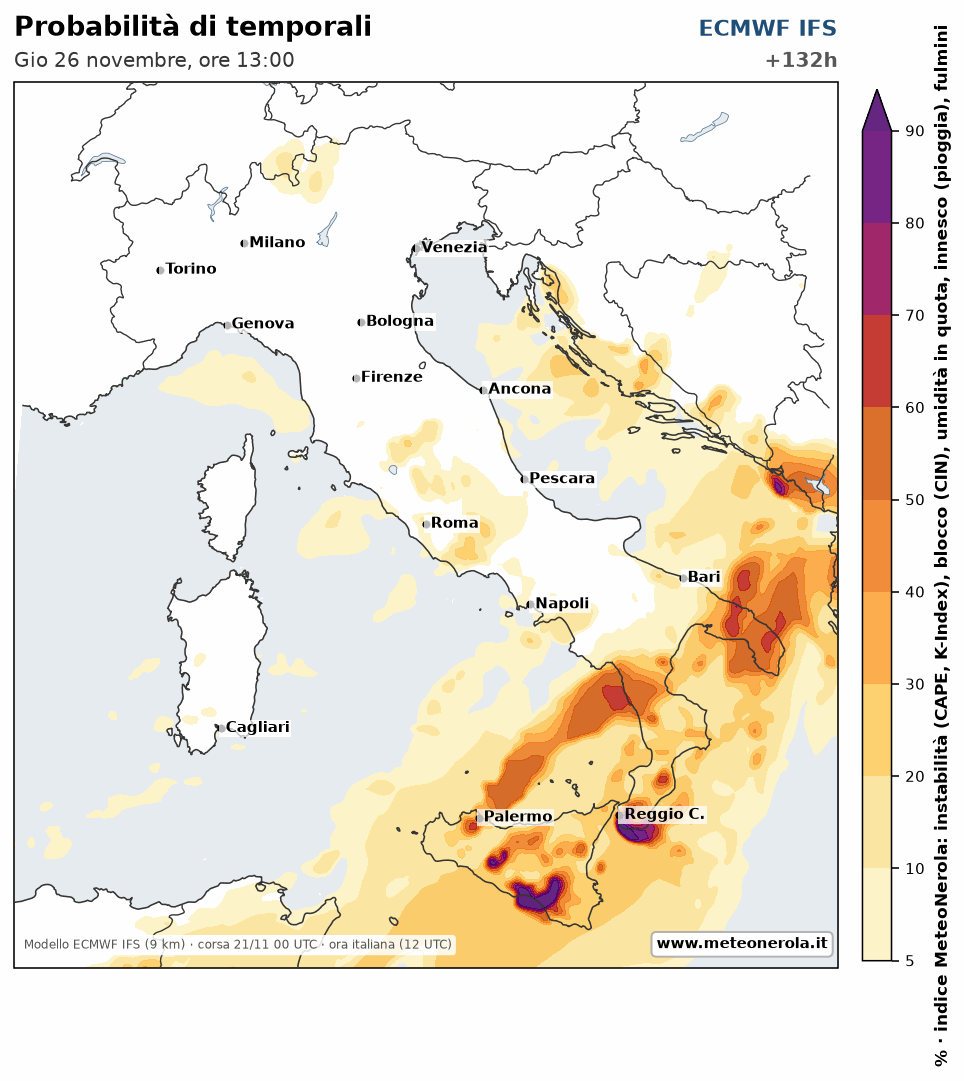 Probabilità di temporali
ECMWF IFS
Gio 26 novembre, ore 13:00
+132h
Milano
Venezia
Torino
Genova
Bologna
Firenze
Ancona
Pescara
Roma
Bari
Napoli
Cagliari
Palermo
Reggio C.
Modello ECMWF IFS (9 km) · corsa 21/11 00 UTC · ora italiana (12 UTC)
www.meteonerola.it
90
80
70
60
50
40
30
20
10
5
% · indice MeteoNerola: instabilità (CAPE, K-Index), blocco (CIN), umidità in quota, innesco (pioggia), fulmini